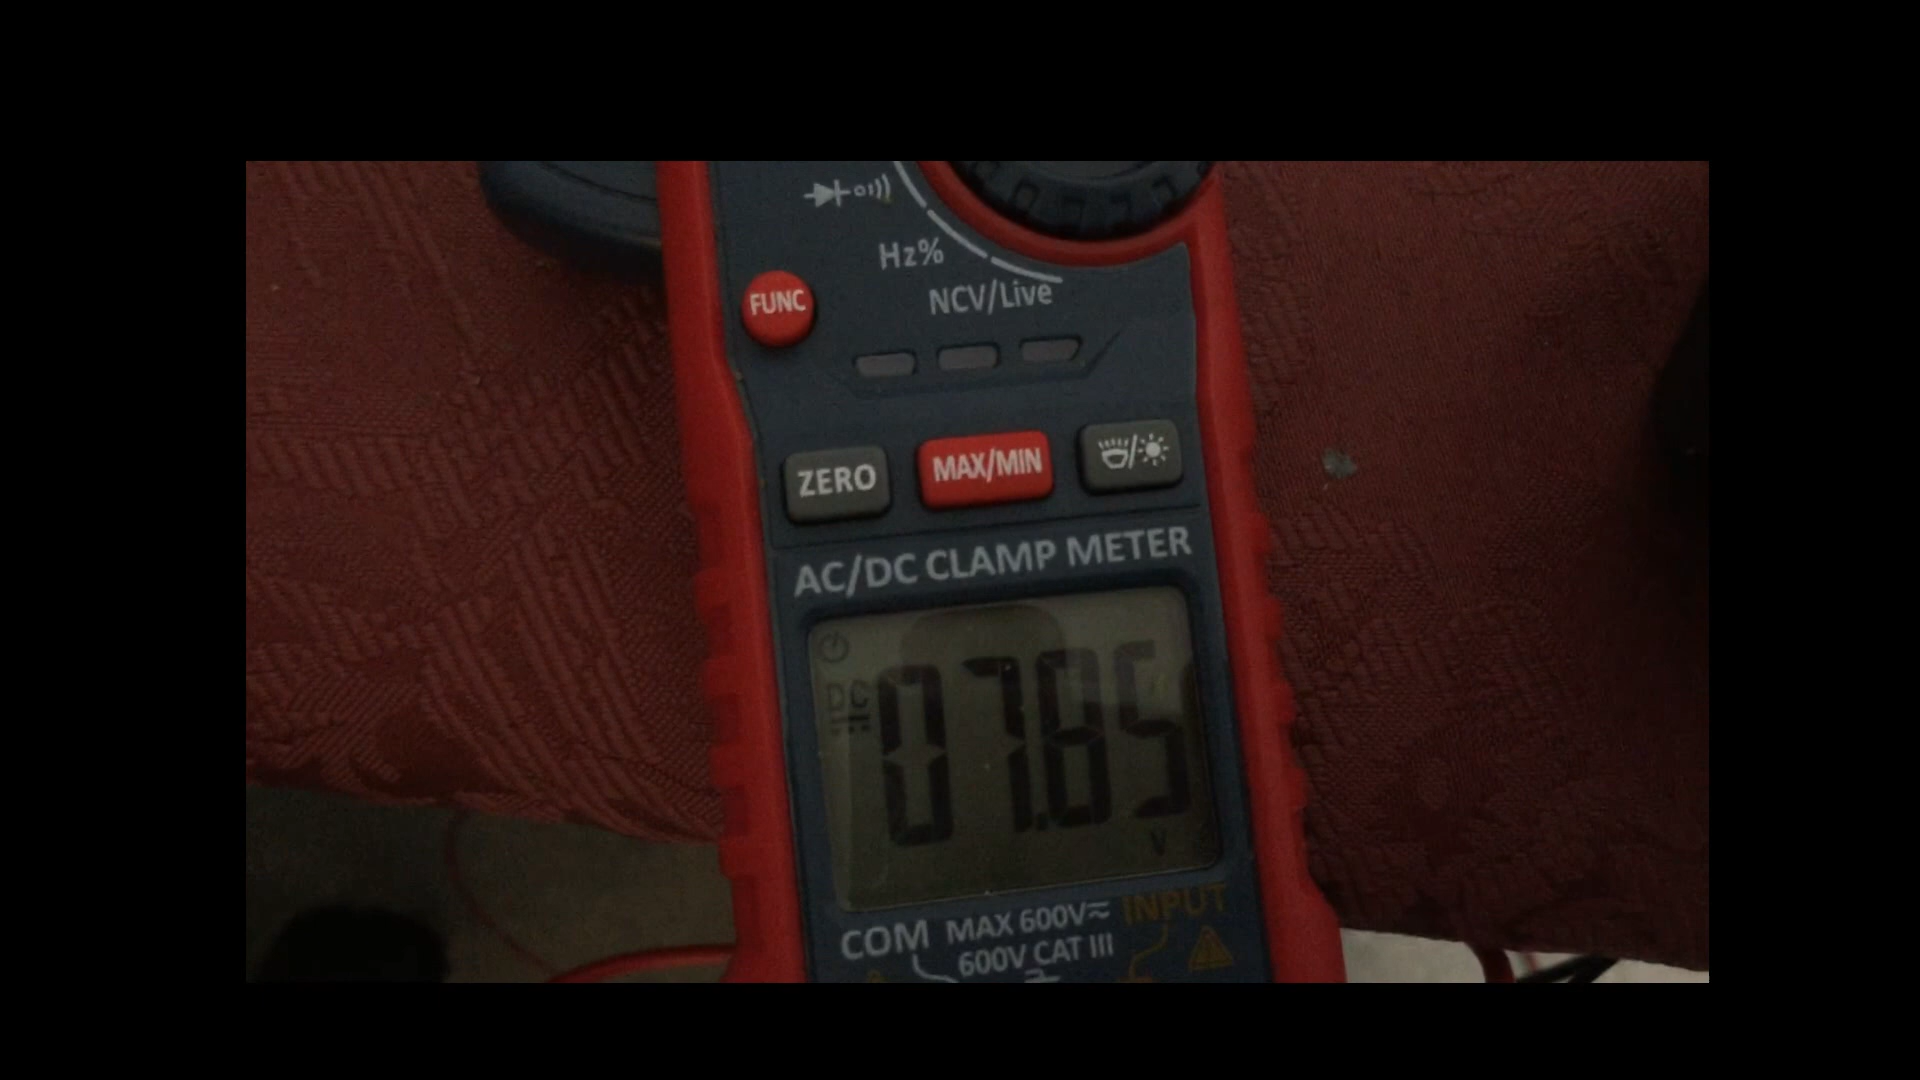 Hz%
NCV/Live
FUNC
ZERO MAX/MIN
AC/DC CLAMP METER
DC
07.85
V
COM MAX 600V≂ INPUT
600V CAT III